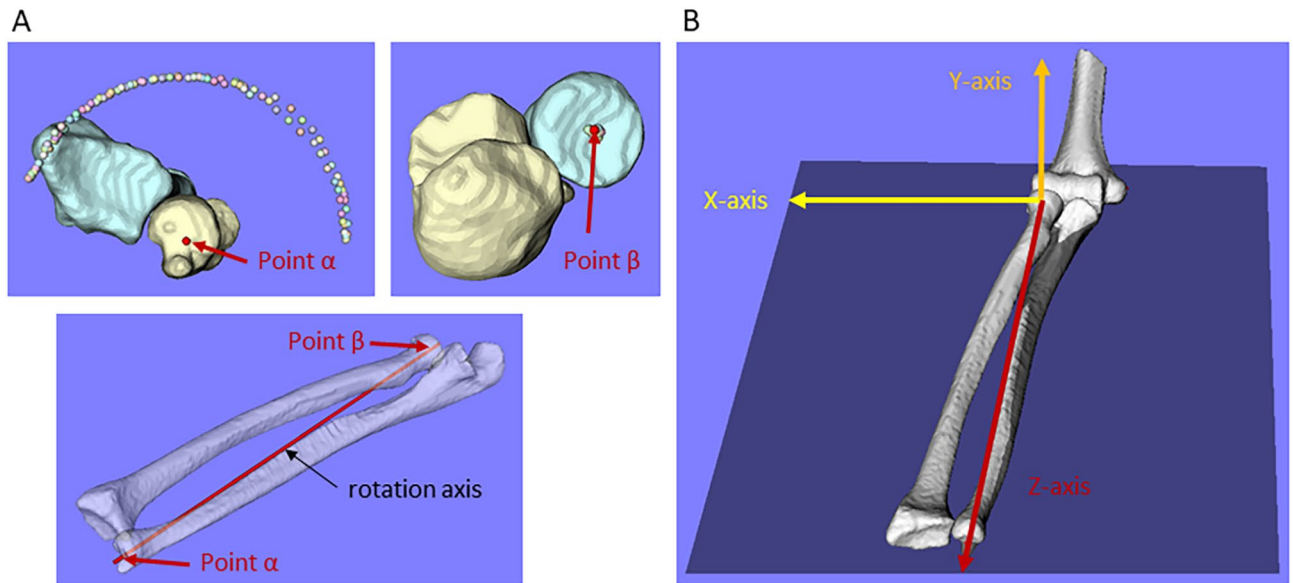 A
Point α
Point β
Point β
rotation axis
Point α
B
Y-axis
X-axis
Z-axis